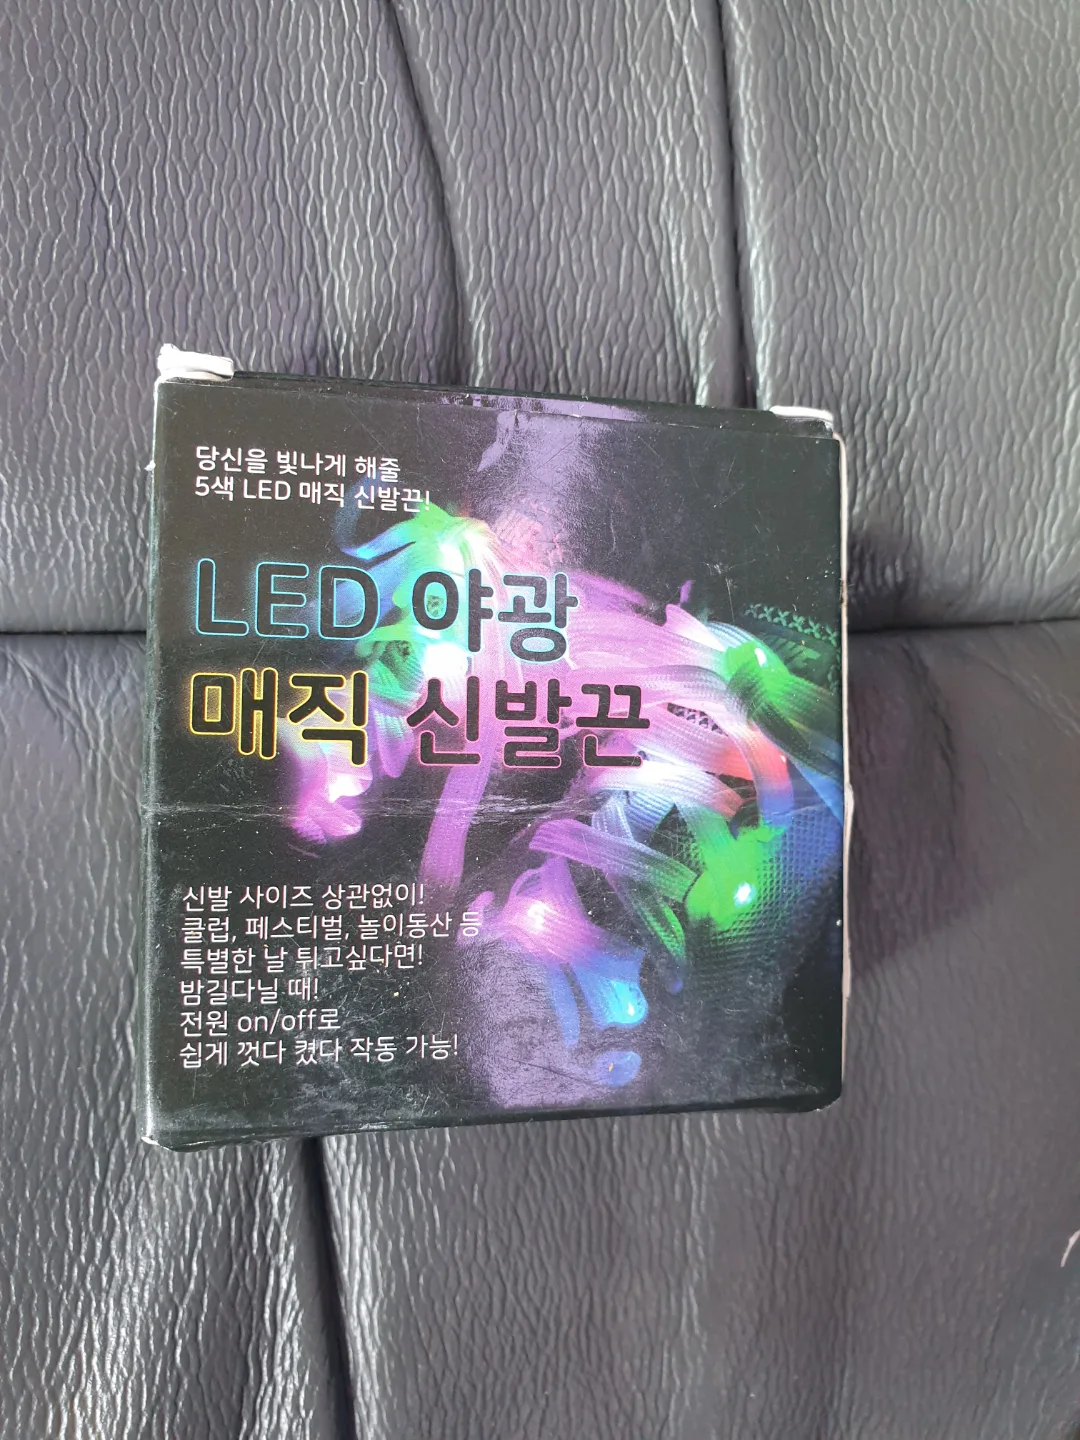 당신을 빛나게 해줄
5색 LED 매직 신발끈!
LED 야광
매직 신발끈
신발 사이즈 상관없이!
클럽, 페스티벌, 놀이동산 등
특별한 날 튀고싶다면!
밤길다닐 때!
전원 on/off로
쉽게 껏다 켰다 작동 가능!